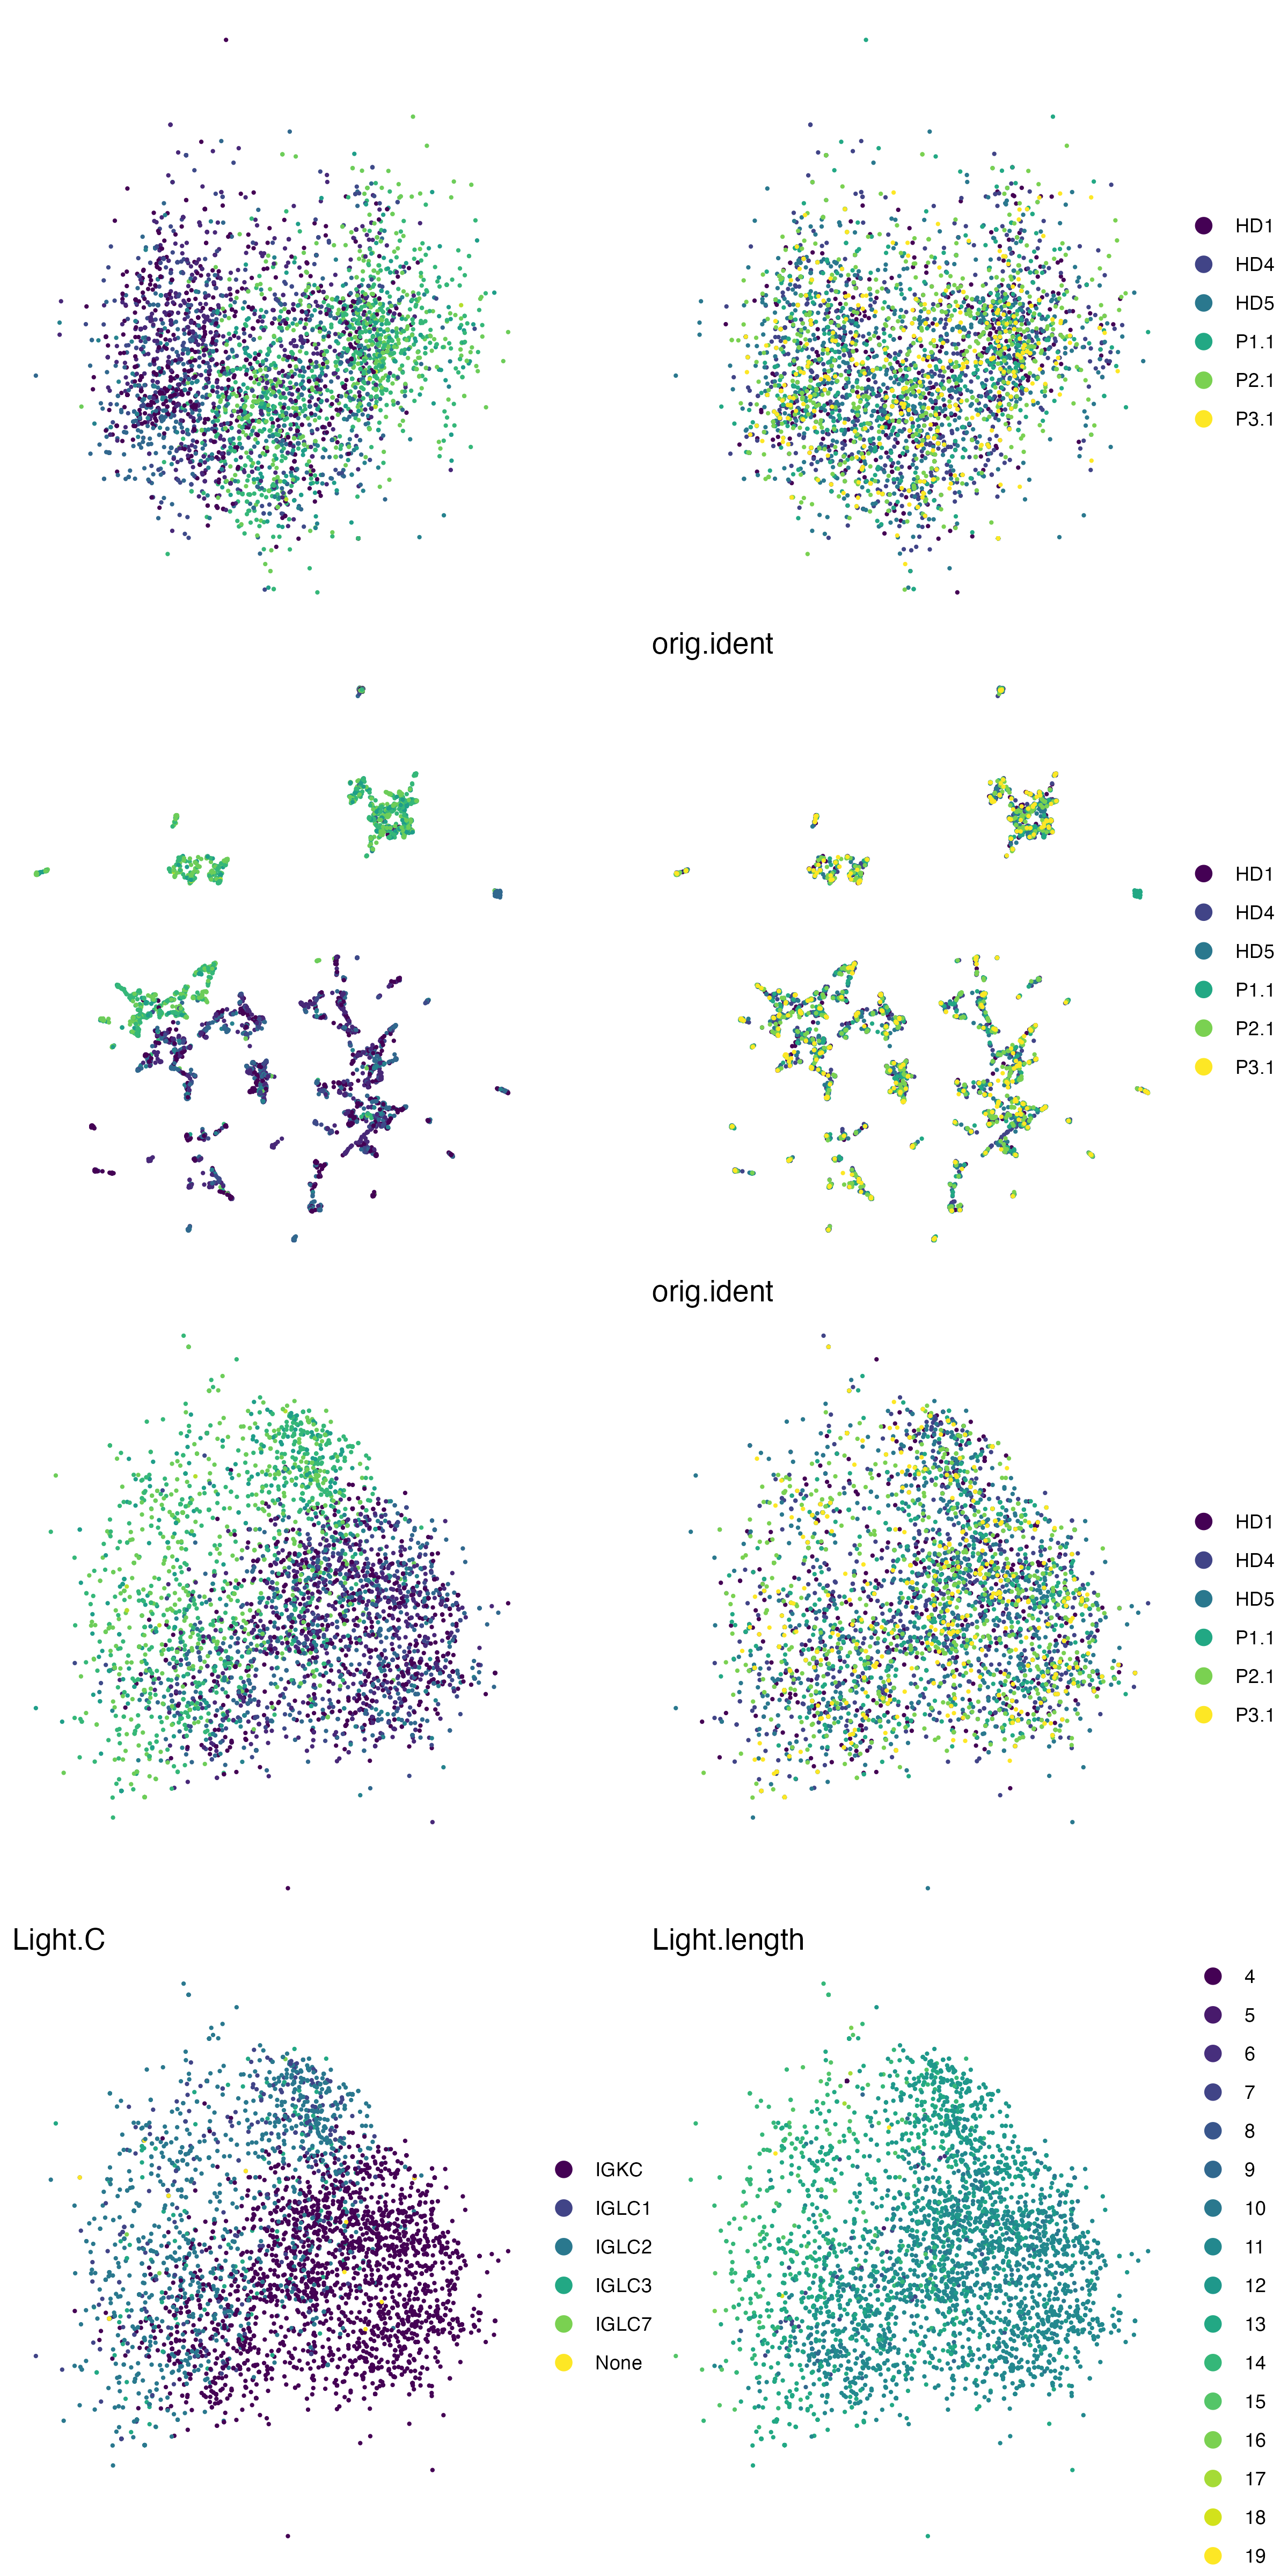 HD1
HD4
HD5
P1.1
P2.1
P3.1
orig.ident
HD1
HD4
HD5
P1.1
P2.1
P3.1
orig.ident
HD1
HD4
HD5
P1.1
P2.1
P3.1
Light.C
Light.length
IGKC
IGLC1
IGLC2
IGLC3
IGLC7
None
4
5
6
7
8
9
10
11
12
13
14
15
16
17
18
19